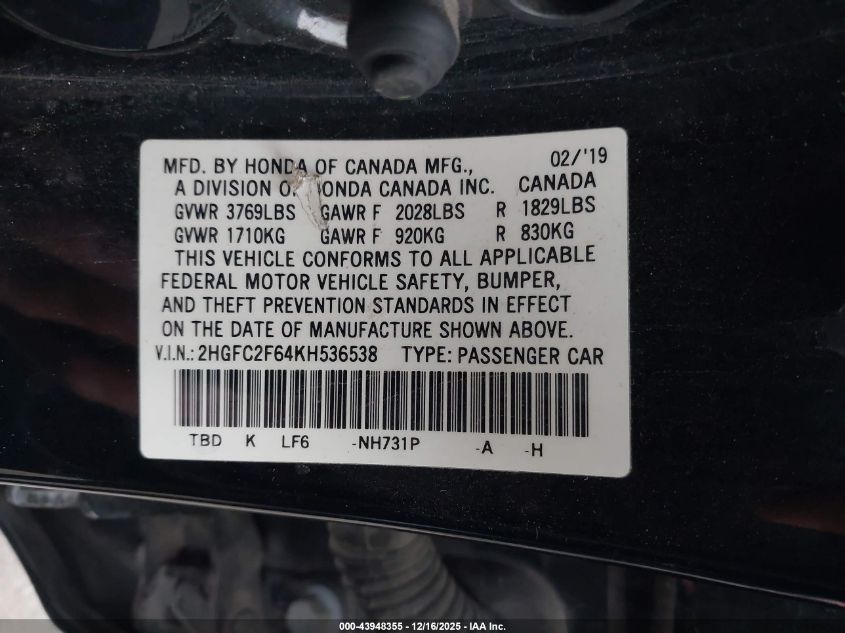 MFD. BY HONDA OF CANADA MFG., 02/'19
A DIVISION OF HONDA CANADA INC. CANADA
GVWR 3769LBS GAWR F 2028LBS R 1829LBS
GVWR 1710KG GAWR F 920KG R 830KG
THIS VEHICLE CONFORMS TO ALL APPLICABLE
FEDERAL MOTOR VEHICLE SAFETY, BUMPER,
AND THEFT PREVENTION STANDARDS IN EFFECT
ON THE DATE OF MANUFACTURE SHOWN ABOVE.
V.I.N.: 2HGFC2F64KH536538 TYPE: PASSENGER CAR
TBD K LF6 -NH731P -A -H
000-43948355 - 12/16/2025 - IAA Inc.